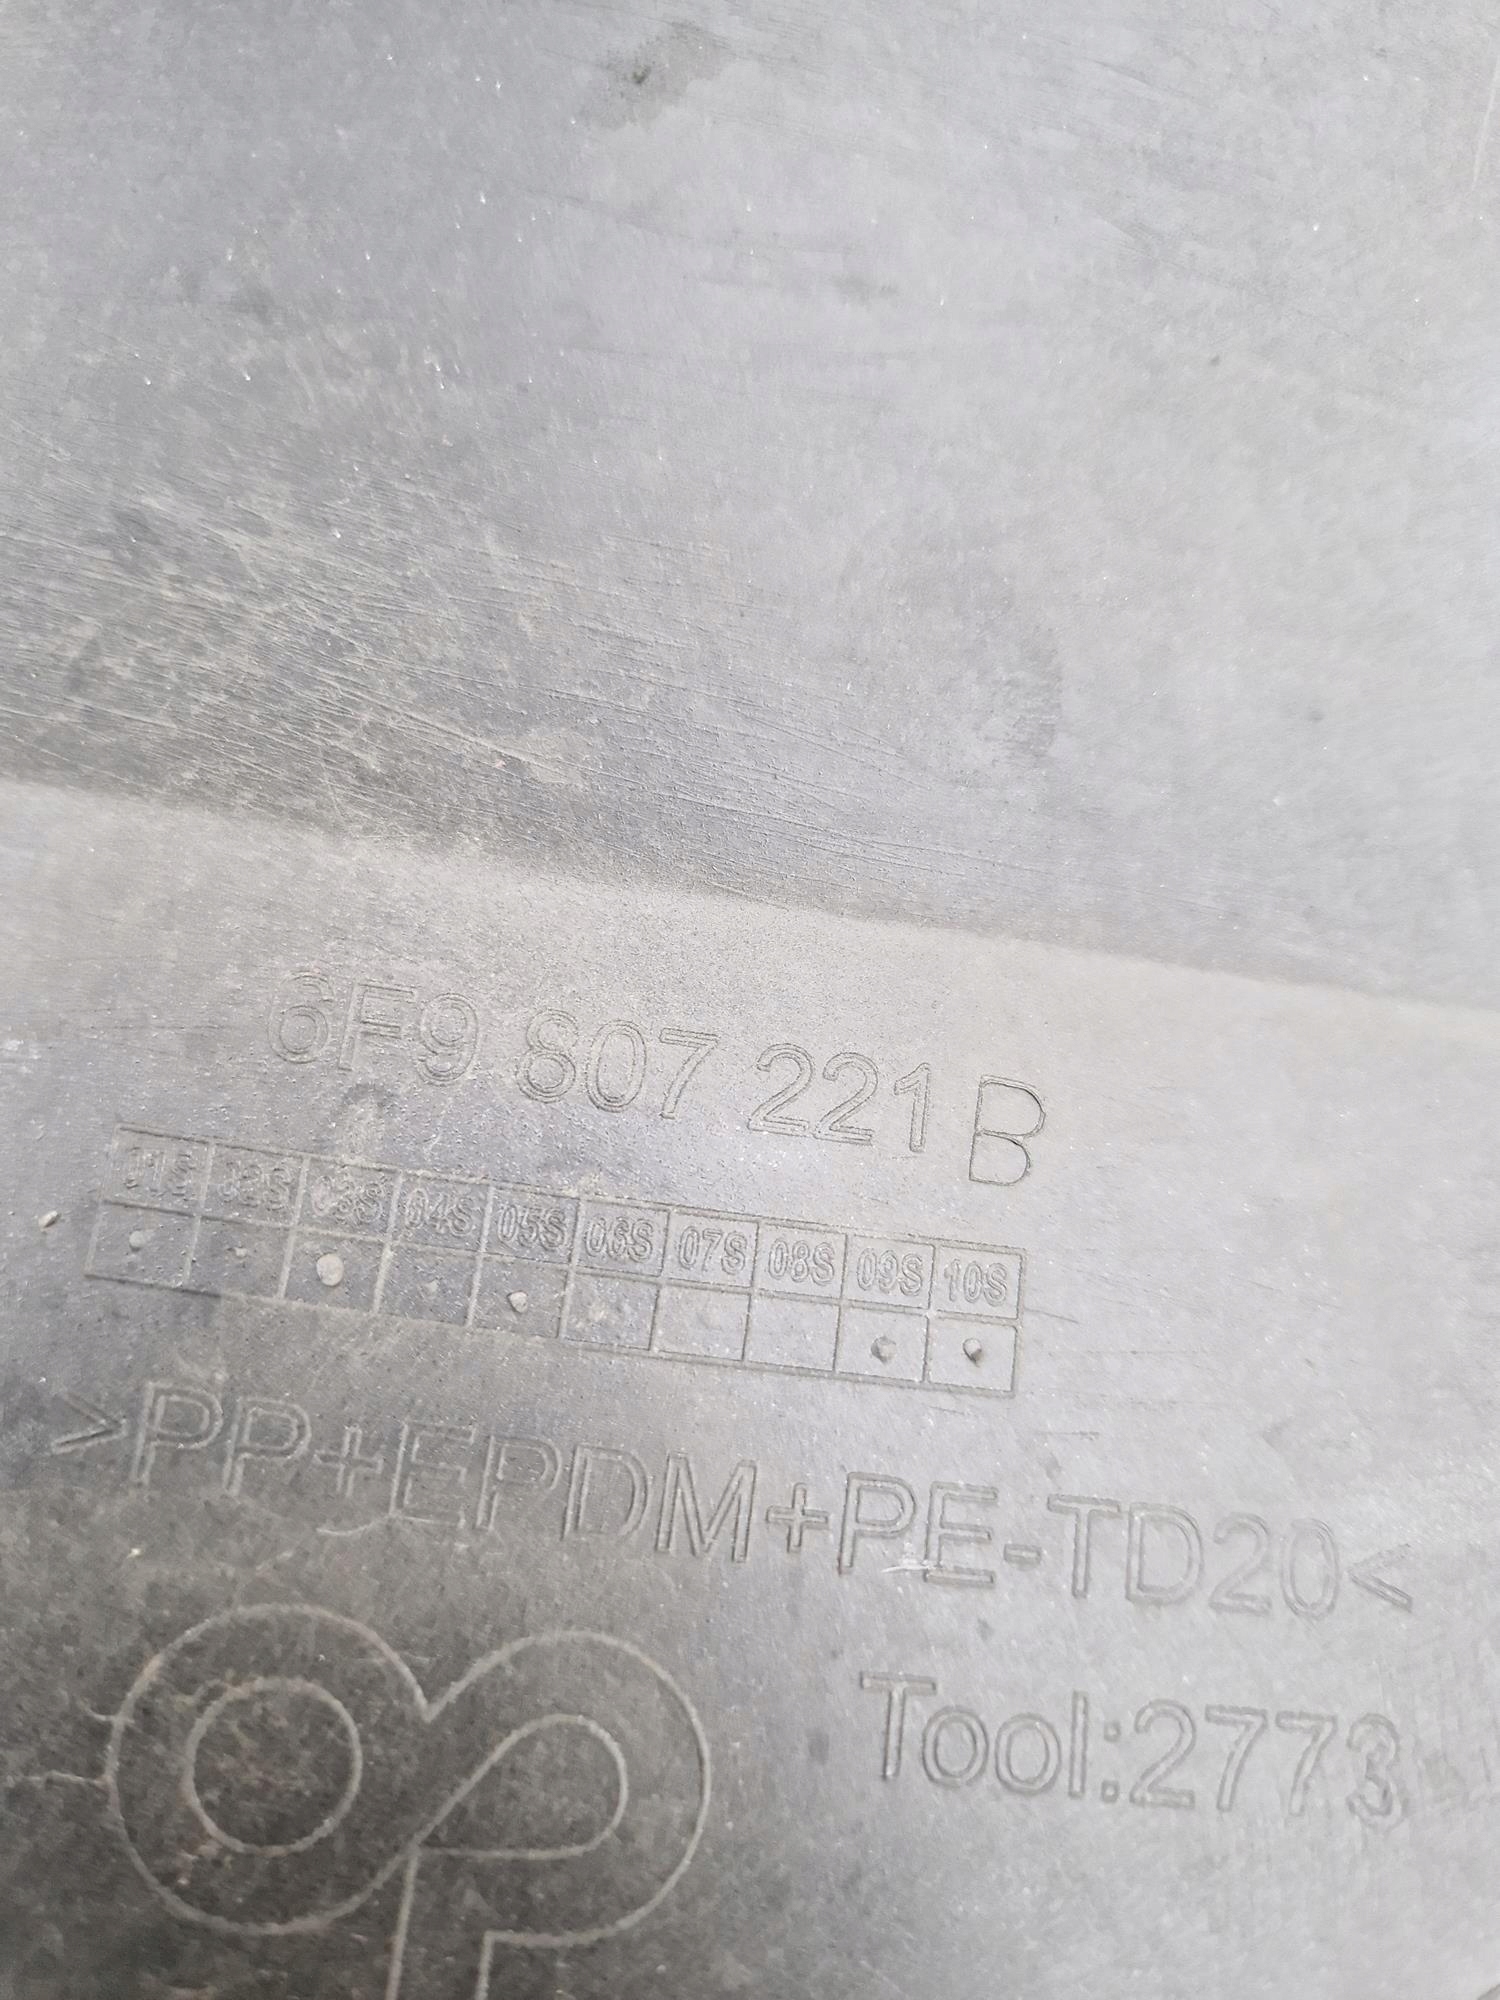 6F9 807 221 B
01S 02S 03S 04S 05S 06S 07S 08S 09S 10S
>PP+EPDM+PE-TD20<
Tool:2773